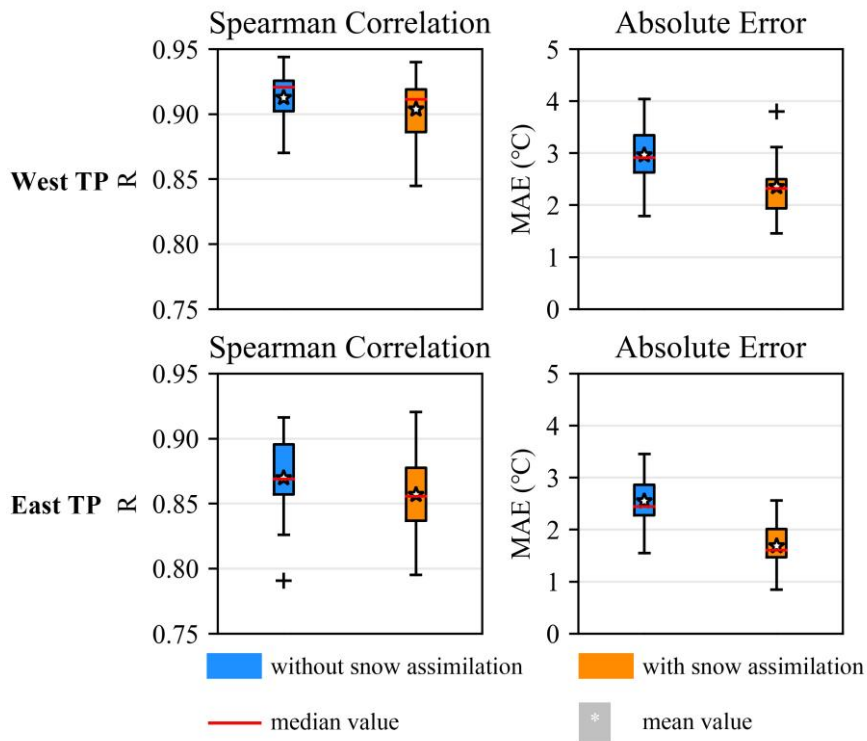 Spearman Correlation
Absolute Error
West TP
R
0.95
0.90
0.85
0.80
0.75
MAE (°C)
5
4
3
2
1
0
Spearman Correlation
Absolute Error
East TP
R
0.95
0.90
0.85
0.80
0.75
MAE (°C)
5
4
3
2
1
0
without snow assimilation
with snow assimilation
median value
* mean value